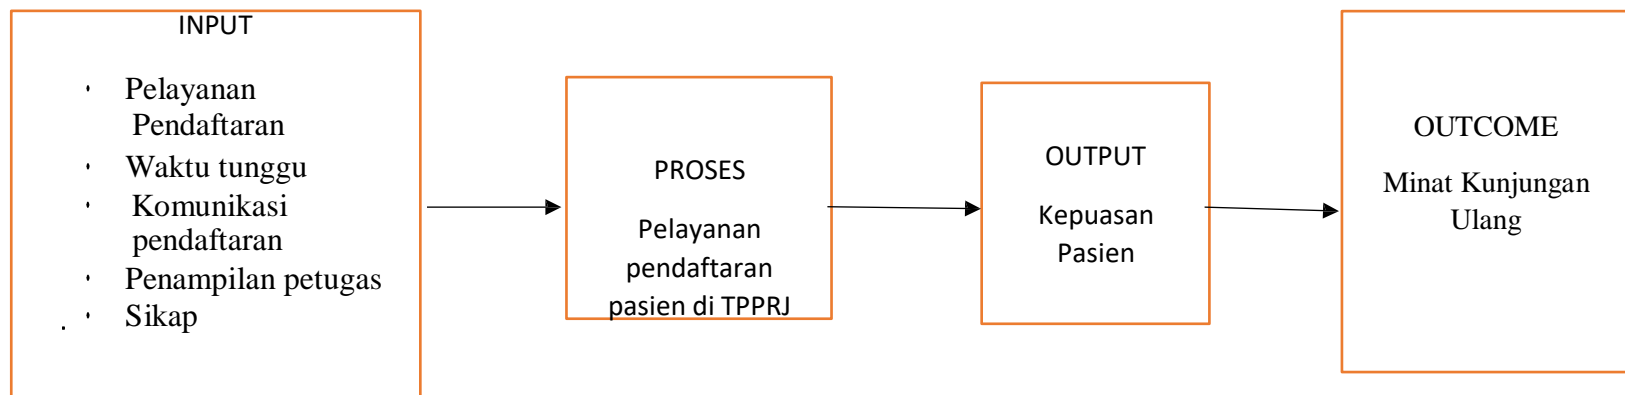 INPUT
· Pelayanan
Pendaftaran
· Waktu tunggu
· Komunikasi
pendaftaran
· Penampilan petugas
. · Sikap
PROSES
Pelayanan
pendaftaran
pasien di TPPRJ
OUTPUT
Kepuasan
Pasien
OUTCOME
Minat Kunjungan
Ulang